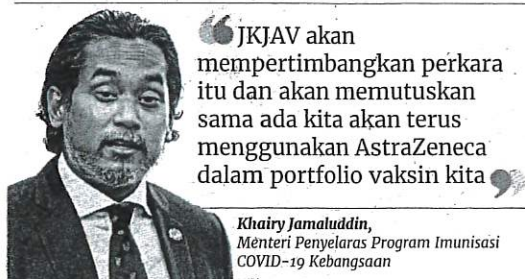 “JKJAV akan
mempertimbangkan perkara
itu dan akan memutuskan
sama ada kita akan terus
menggunakan AstraZeneca
dalam portfolio vaksin kita”
Khairy Jamaluddin,
Menteri Penyelaras Program Imunisasi
COVID-19 Kebangsaan